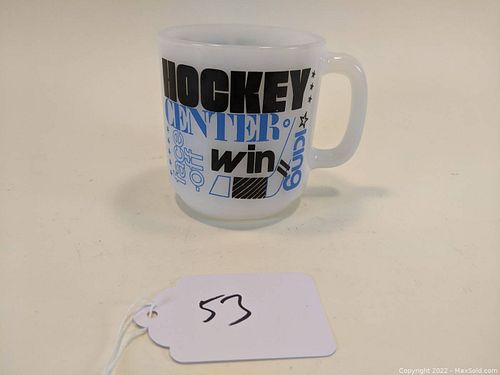 HOCKEY
CENTER
face
-off
win
icing
53
Copyright 2022 - MaxSold.com